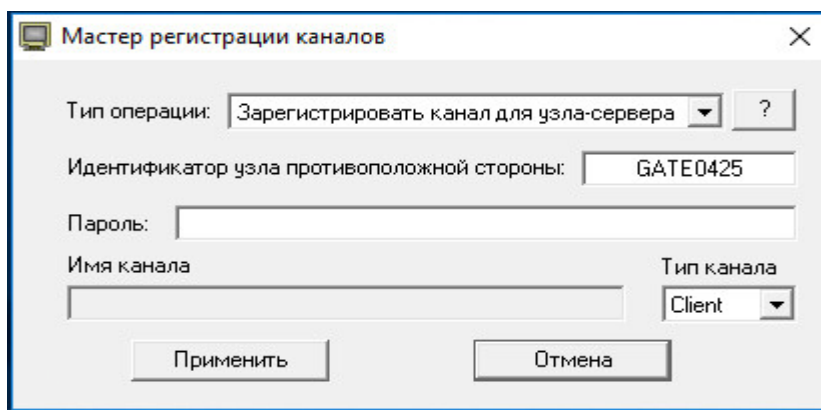 Мастер регистрации каналов
Тип операции: Зарегистрировать канал для узла-сервера ?
Идентификатор узла противоположной стороны: GATE0425
Пароль:
Имя канала Тип канала
Client
Применить Отмена